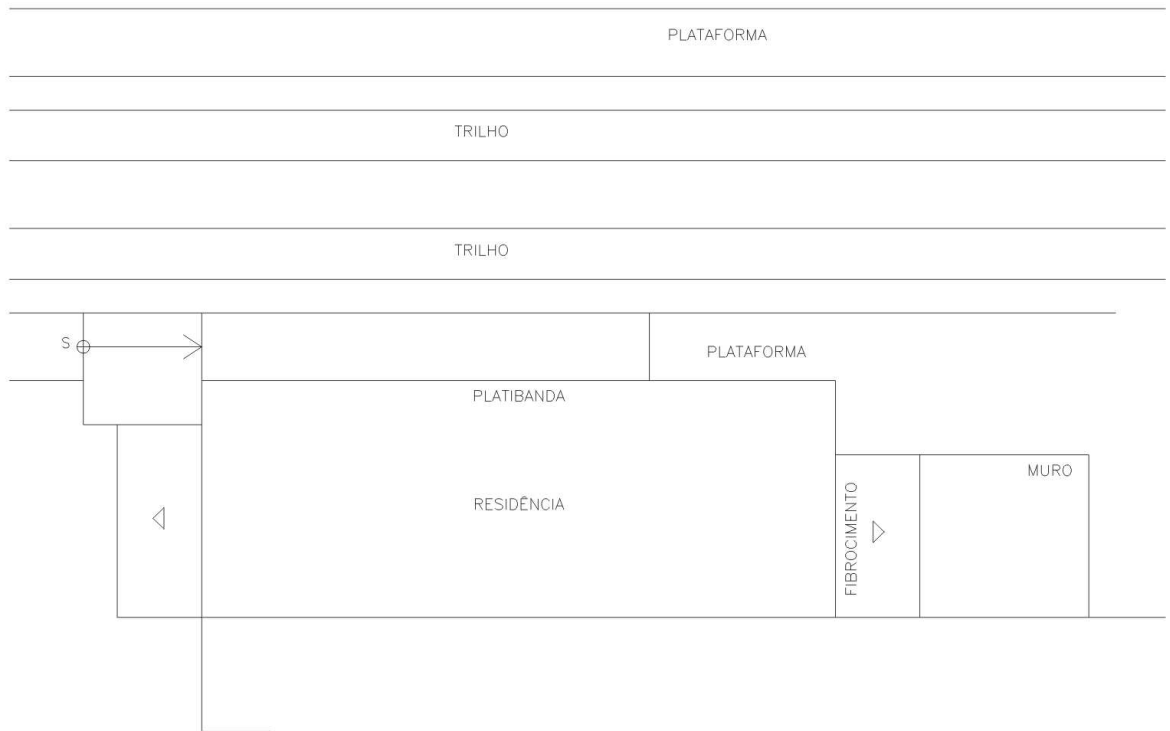 PLATAFORMA
TRILHO
TRILHO
S
PLATAFORMA
PLATIBANDA
RESIDÊNCIA
FIBROCIMENTO
MURO